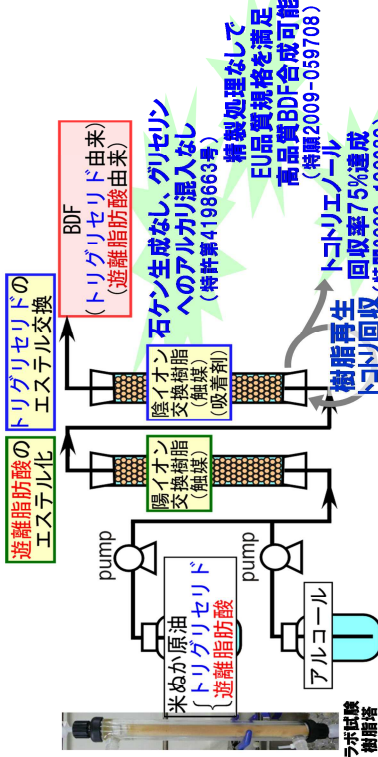 遊離脂肪酸の
エステル化
トリグリセリドの
エステル交換
BDF
(トリグリセリド由来)
(遊離脂肪酸由来)
pump
pump
米ぬか原油
トリグリセリド
遊離脂肪酸
アルコール
陽イオン
交換樹脂
(触媒)
陰イオン
交換樹脂
(触媒)
(吸着剤)
石ケン生成なし、グリセリン
へのアルカリ混入なし
(特許第4198663号)
精製処理なしで
EU品質規格を満足
高品質BDF合成可能
(特願2009-059708)
トコトリエノール
回収率75%達成
樹脂再生
トコトリ回収
ラボ試験
樹脂塔